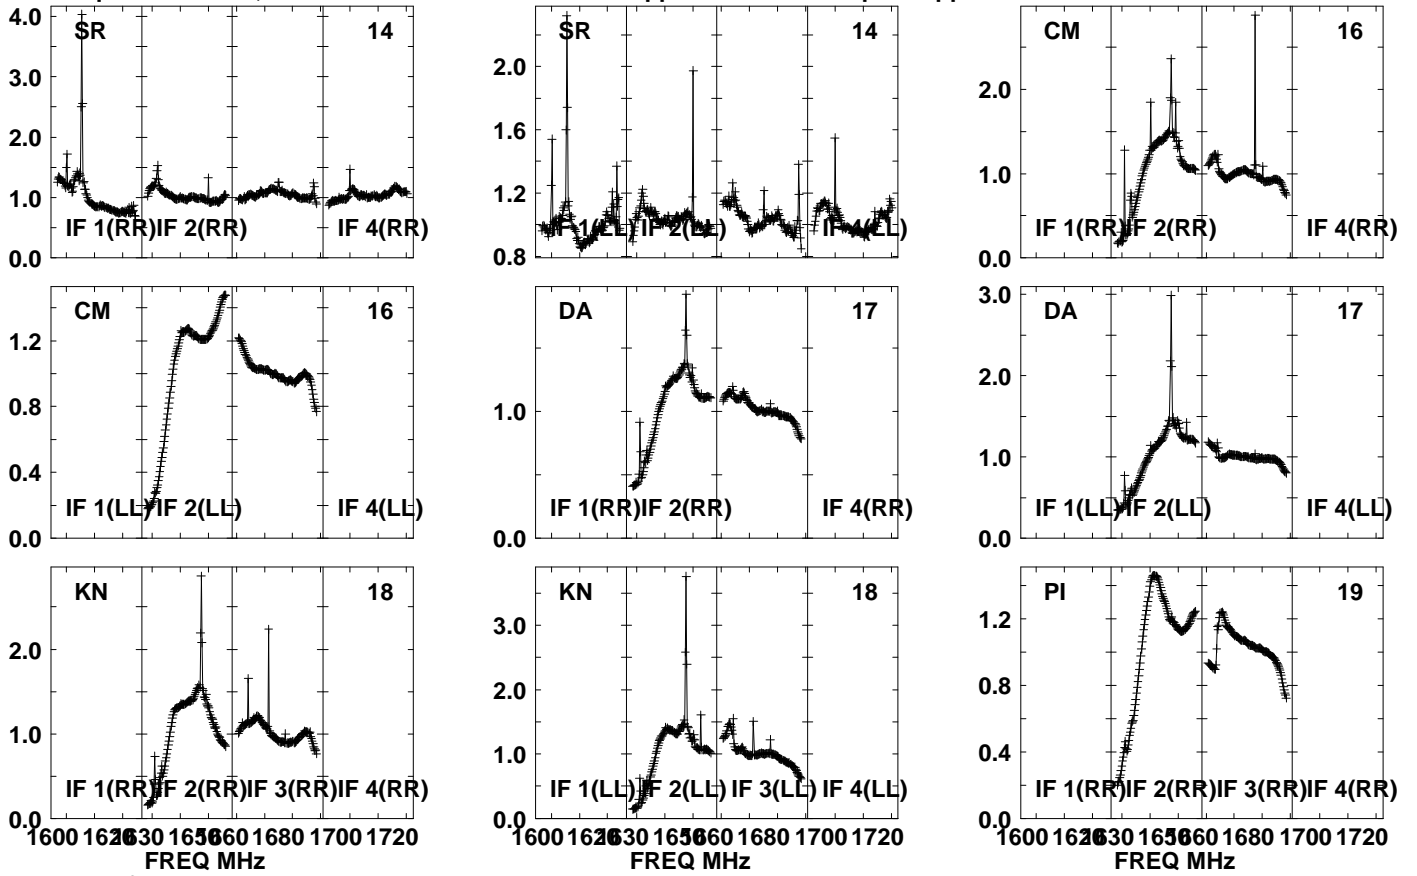 SR 14
4.0
3.0
2.0
1.0
0.0
IF 1(RR) IF 2(RR) IF 4(RR)
SR 14
2.0
1.6
1.2
0.8
IF 1(LL) IF 2(LL) IF 4(LL)
CM 16
2.0
1.0
0.0
IF 1(RR) IF 2(RR) IF 4(RR)
CM 16
1.2
0.8
0.4
0.0
IF 1(LL) IF 2(LL) IF 4(LL)
DA 17
1.0
0.0
IF 1(RR) IF 2(RR) IF 4(RR)
DA 17
3.0
2.0
1.0
0.0
IF 1(LL) IF 2(LL) IF 4(LL)
KN 18
2.0
1.0
0.0
IF 1(RR) IF 2(RR) IF 3(RR) IF 4(RR)
1600 1620 1630 1650 1660 1680 1700 1720
FREQ MHz
KN 18
3.0
2.0
1.0
0.0
IF 1(LL) IF 2(LL) IF 3(LL) IF 4(LL)
1600 1620 1630 1650 1660 1680 1700 1720
FREQ MHz
PI 19
1.2
0.8
0.4
0.0
IF 1(RR) IF 2(RR) IF 3(RR) IF 4(RR)
1600 1620 1630 1650 1660 1680 1700 1720
FREQ MHz